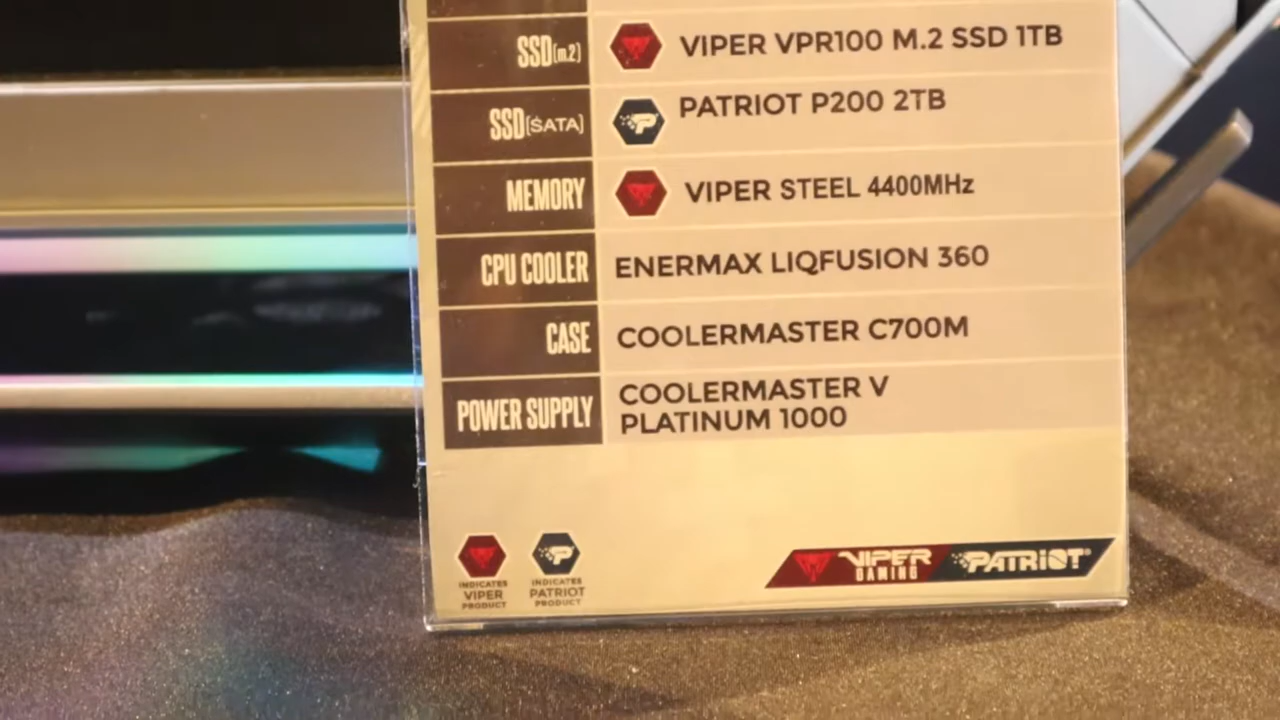 SSD(m.2) VIPER VPR100 M.2 SSD 1TB
SSD(SATA) PATRIOT P200 2TB
MEMORY VIPER STEEL 4400MHz
CPU COOLER ENERMAX LIQFUSION 360
CASE COOLERMASTER C700M
POWER SUPPLY COOLERMASTER V
PLATINUM 1000
INDICATES
VIPER
PRODUCT
INDICATES
PATRIOT
PRODUCT
VIPER
GAMING
PATRIOT®